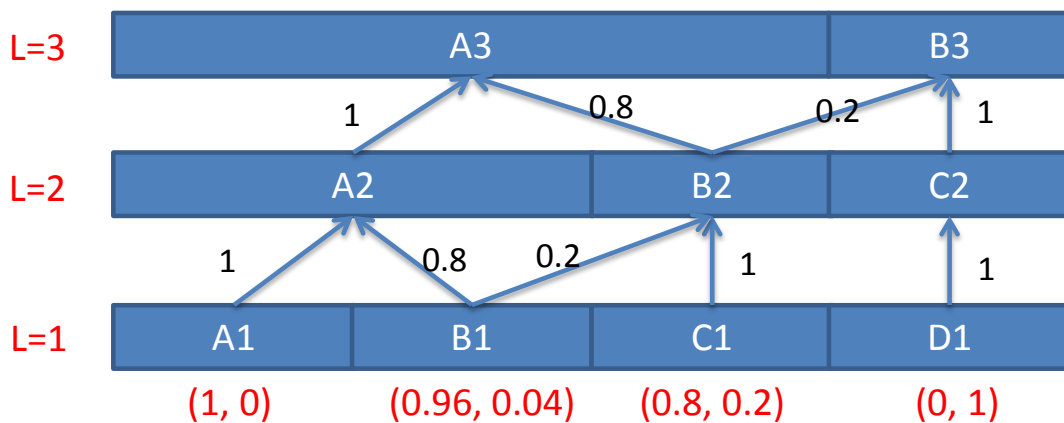 L=3 A3 B3
1 0.8 0.2 1
L=2 A2 B2 C2
1 0.8 0.2 1 1
L=1 A1 B1 C1 D1
(1, 0) (0.96, 0.04) (0.8, 0.2) (0, 1)